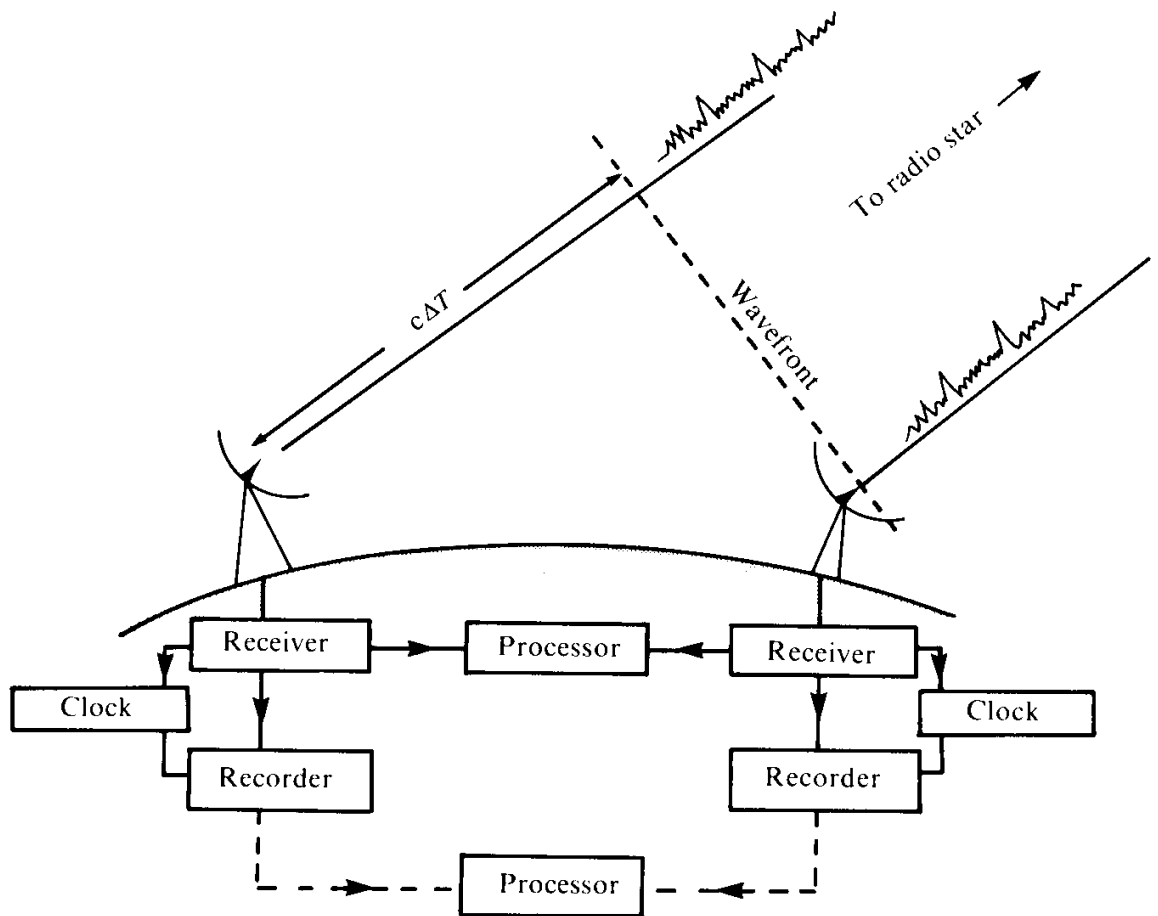 To radio star
cΔT
Wavefront
Receiver
Processor
Receiver
Clock
Clock
Recorder
Recorder
Processor